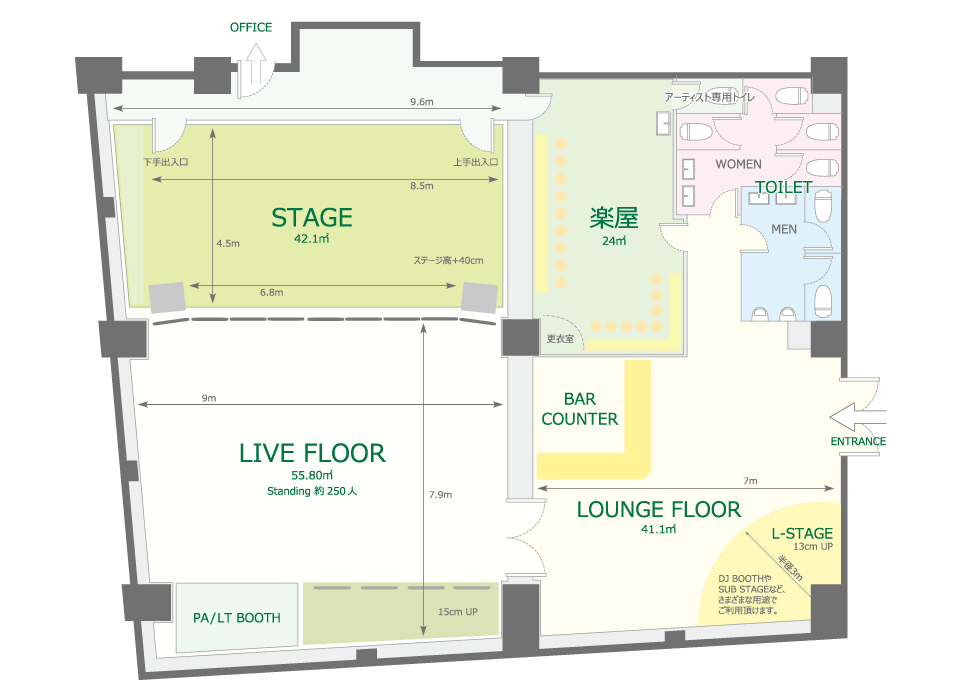 OFFICE
9.6m
下手出入口
上手出入口
8.5m
STAGE
42.1㎡
4.5m
ステージ高+40cm
6.8m
アーティスト専用トイレ
WOMEN
TOILET
MEN
楽屋
24㎡
更衣室
9m
LIVE FLOOR
55.80㎡
Standing 約250人
7.9m
BAR
COUNTER
ENTRANCE
7m
LOUNGE FLOOR
41.1㎡
L-STAGE
13cm UP
半径3m
DJ BOOTHや
SUB STAGEなど、
さまざまな用途で
ご利用頂けます。
PA/LT BOOTH
15cm UP